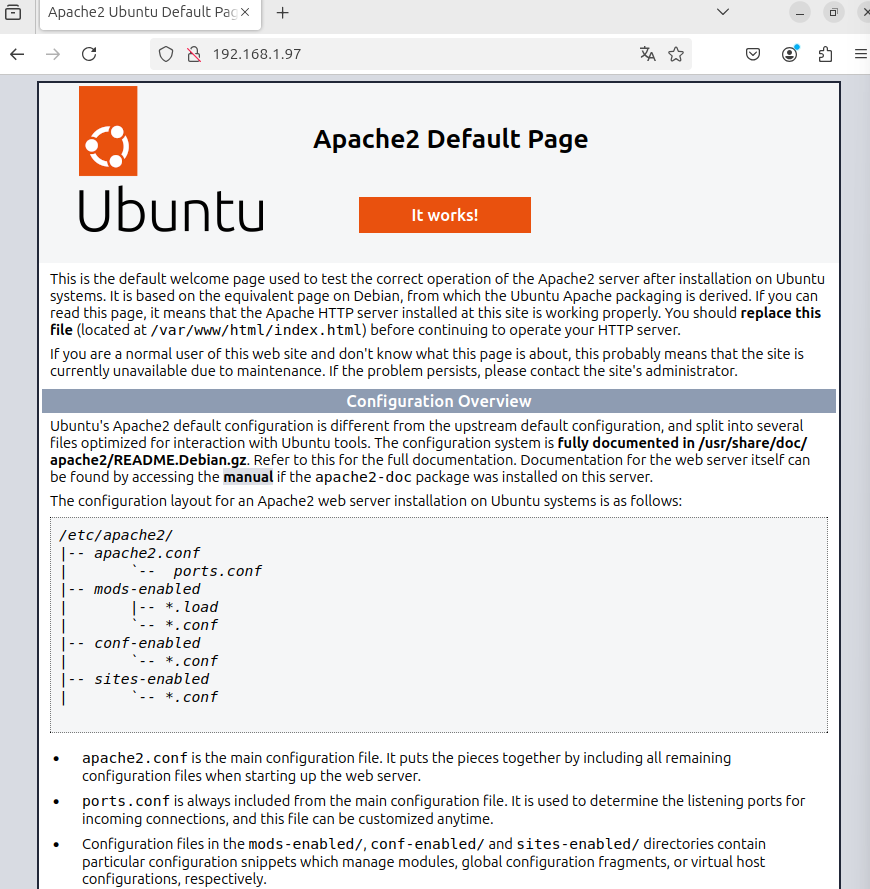 Apache2 Ubuntu Default Pag
192.168.1.97
Apache2 Default Page
Ubuntu
It works!
This is the default welcome page used to test the correct operation of the Apache2 server after installation on Ubuntu
systems. It is based on the equivalent page on Debian, from which the Ubuntu Apache packaging is derived. If you can
read this page, it means that the Apache HTTP server installed at this site is working properly. You should replace this
file (located at /var/www/html/index.html) before continuing to operate your HTTP server.
If you are a normal user of this web site and don't know what this page is about, this probably means that the site is
currently unavailable due to maintenance. If the problem persists, please contact the site's administrator.
Configuration Overview
Ubuntu's Apache2 default configuration is different from the upstream default configuration, and split into several
files optimized for interaction with Ubuntu tools. The configuration system is fully documented in /usr/share/doc/
apache2/README.Debian.gz. Refer to this for the full documentation. Documentation for the web server itself can
be found by accessing the manual if the apache2-doc package was installed on this server.
The configuration layout for an Apache2 web server installation on Ubuntu systems is as follows:
/etc/apache2/
|-- apache2.conf
|       `--  ports.conf
|-- mods-enabled
|       |-- *.load
|       `-- *.conf
|-- conf-enabled
|       `-- *.conf
|-- sites-enabled
|       `-- *.conf
• apache2.conf is the main configuration file. It puts the pieces together by including all remaining
configuration files when starting up the web server.
• ports.conf is always included from the main configuration file. It is used to determine the listening ports for
incoming connections, and this file can be customized anytime.
• Configuration files in the mods-enabled/, conf-enabled/ and sites-enabled/ directories contain
particular configuration snippets which manage modules, global configuration fragments, or virtual host
configurations, respectively.